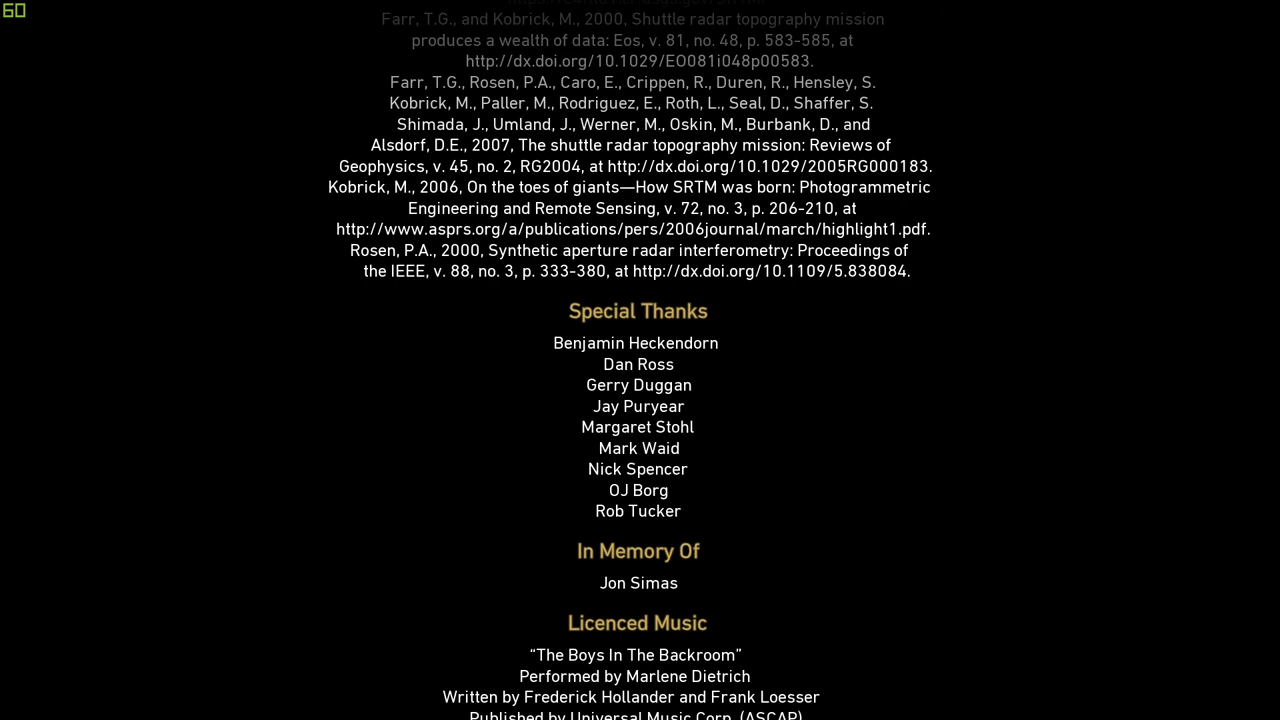 60
Farr, T.G., and Kobrick, M., 2000, Shuttle radar topography mission
produces a wealth of data: Eos, v. 81, no. 48, p. 583-585, at
http://dx.doi.org/10.1029/EO081i048p00583.
Farr, T.G., Rosen, P.A., Caro, E., Crippen, R., Duren, R., Hensley, S.
Kobrick, M., Paller, M., Rodriguez, E., Roth, L., Seal, D., Shaffer, S.
Shimada, J., Umland, J., Werner, M., Oskin, M., Burbank, D., and
Alsdorf, D.E., 2007, The shuttle radar topography mission: Reviews of
Geophysics, v. 45, no. 2, RG2004, at http://dx.doi.org/10.1029/2005RG000183.
Kobrick, M., 2006, On the toes of giants—How SRTM was born: Photogrammetric
Engineering and Remote Sensing, v. 72, no. 3, p. 206-210, at
http://www.asprs.org/a/publications/pers/2006journal/march/highlight1.pdf.
Rosen, P.A., 2000, Synthetic aperture radar interferometry: Proceedings of
the IEEE, v. 88, no. 3, p. 333-380, at http://dx.doi.org/10.1109/5.838084.
Special Thanks
Benjamin Heckendorn
Dan Ross
Gerry Duggan
Jay Puryear
Margaret Stohl
Mark Waid
Nick Spencer
OJ Borg
Rob Tucker
In Memory Of
Jon Simas
Licenced Music
“The Boys In The Backroom”
Performed by Marlene Dietrich
Written by Frederick Hollander and Frank Loesser
Published by Universal Music Corp. (ASCAP)